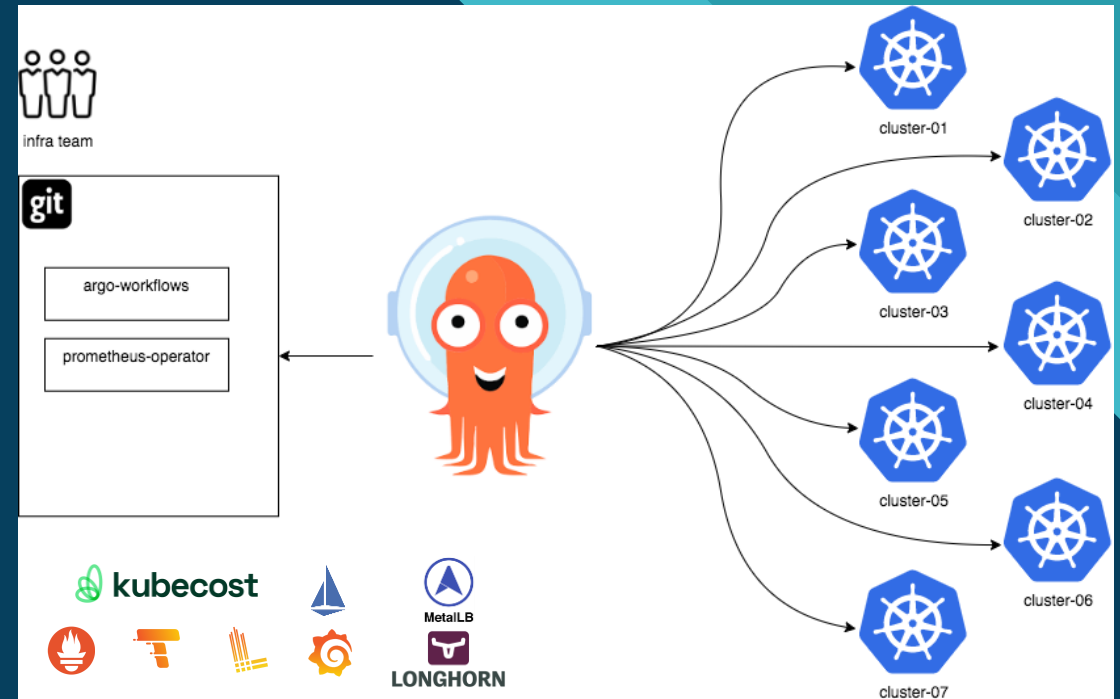 infra team
git
argo-workflows
prometheus-operator
cluster-01
cluster-02
cluster-03
cluster-04
cluster-05
cluster-06
cluster-07
kubecost
MetalLB
LONGHORN